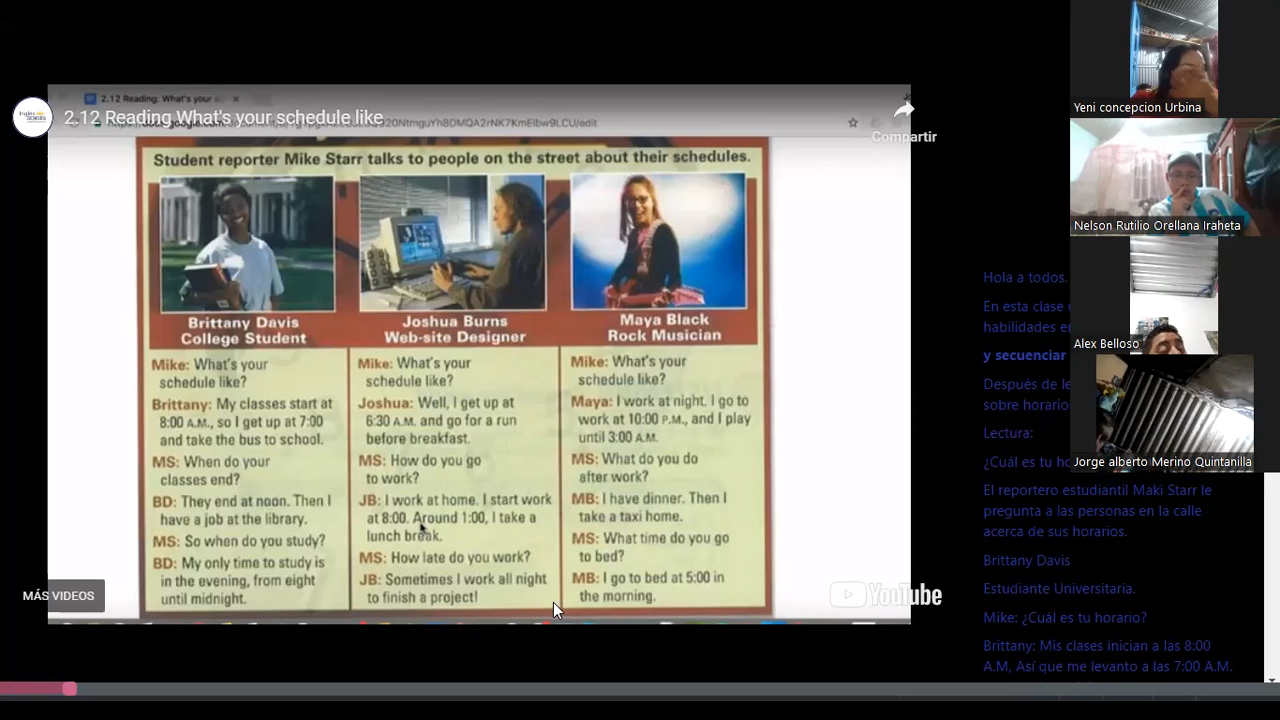 2.12 Reading: What's your
2.12 Reading What's your schedule like
Compartir
Student reporter Mike Starr talks to people on the street about their schedules.
Brittany Davis
College Student
Mike: What's your
schedule like?
Brittany: My classes start at
8:00 A.M., so I get up at 7:00
and take the bus to school.
MS: When do your
classes end?
BD: They end at noon. Then I
have a job at the library.
MS: So when do you study?
BD: My only time to study is
in the evening, from eight
until midnight.
Joshua Burns
Web-site Designer
Mike: What's your
schedule like?
Joshua: Well, I get up at
6:30 A.M. and go for a run
before breakfast.
MS: How do you go
to work?
JB: I work at home. I start work
at 8:00. Around 1:00, I take a
lunch break.
MS: How late do you work?
JB: Sometimes I work all night
to finish a project!
Maya Black
Rock Musician
Mike: What's your
schedule like?
Maya: I work at night. I go to
work at 10:00 P.M., and I play
until 3:00 A.M.
MS: What do you do
after work?
MB: I have dinner. Then I
take a taxi home.
MS: What time do you go
to bed?
MB: I go to bed at 5:00 in
the morning.
MÁS VIDEOS
YouTube
Yeni concepcion Urbina
Nelson Rutilio Orellana Iraheta
Alex Belloso
Jorge alberto Merino Quintanilla
Hola a todos.
En esta clase
habilidades
y secuenciar
Después de
sobre
Lectura:
¿Cuál es tu
El reportero estudiantil Maki Starr le
pregunta a las personas en la calle
acerca de sus horarios.
Brittany Davis
Estudiante Universitaria.
Mike: ¿Cuál es tu horario?
Brittany: Mis clases inician a las 8:00
A.M, Así que me levanto a las 7:00 A.M.